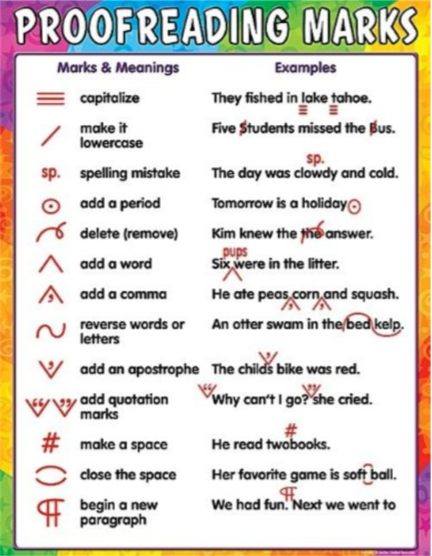 PROOFREADING MARKS
Marks & Meanings Examples
capitalize They fished in lake tahoe.
make it lowercase Five Students missed the Bus.
sp.
sp. spelling mistake The day was clowdy and cold.
add a period Tomorrow is a holiday
delete (remove) Kim knew the the answer.
pups
add a word Six were in the litter.
add a comma He ate peas corn and squash.
reverse words or letters An otter swam in the bed kelp.
add an apostrophe The childs bike was red.
add quotation marks Why can't I go? she cried.
#
# make a space He read twobooks.
close the space Her favorite game is soft ball.
¶
¶ begin a new paragraph We had fun. Next we went to